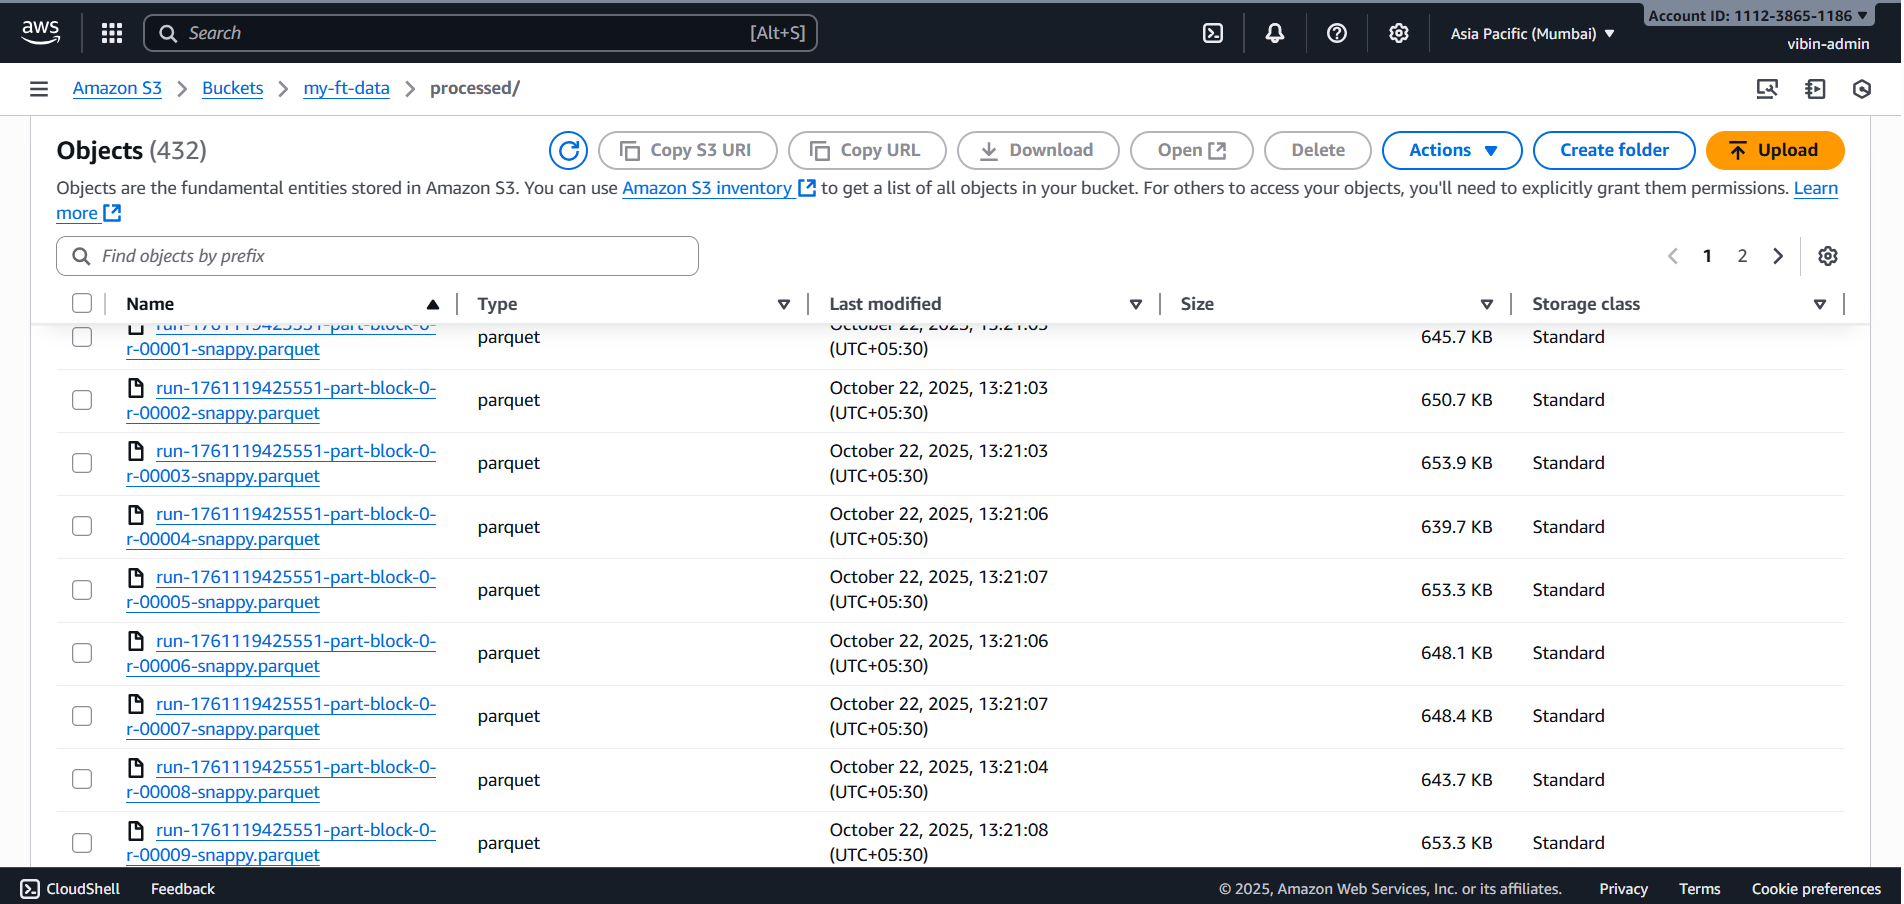 aws
Search
[Alt+S]
Asia Pacific (Mumbai)
Account ID: 1112-3865-1186
vibin-admin
Amazon S3
Buckets
my-ft-data
processed/
Objects (432)
Copy S3 URI
Copy URL
Download
Open
Delete
Actions
Create folder
Upload
Objects are the fundamental entities stored in Amazon S3. You can use Amazon S3 inventory to get a list of all objects in your bucket. For others to access your objects, you'll need to explicitly grant them permissions. Learn
more
Find objects by prefix
1
2
Name
Type
Last modified
Size
Storage class
run-1761119425551-part-block-0-
r-00001-snappy.parquet
parquet
October 22, 2025, 13:21:03
(UTC+05:30)
645.7 KB
Standard
run-1761119425551-part-block-0-
r-00002-snappy.parquet
parquet
October 22, 2025, 13:21:03
(UTC+05:30)
650.7 KB
Standard
run-1761119425551-part-block-0-
r-00003-snappy.parquet
parquet
October 22, 2025, 13:21:03
(UTC+05:30)
653.9 KB
Standard
run-1761119425551-part-block-0-
r-00004-snappy.parquet
parquet
October 22, 2025, 13:21:06
(UTC+05:30)
639.7 KB
Standard
run-1761119425551-part-block-0-
r-00005-snappy.parquet
parquet
October 22, 2025, 13:21:07
(UTC+05:30)
653.3 KB
Standard
run-1761119425551-part-block-0-
r-00006-snappy.parquet
parquet
October 22, 2025, 13:21:06
(UTC+05:30)
648.1 KB
Standard
run-1761119425551-part-block-0-
r-00007-snappy.parquet
parquet
October 22, 2025, 13:21:07
(UTC+05:30)
648.4 KB
Standard
run-1761119425551-part-block-0-
r-00008-snappy.parquet
parquet
October 22, 2025, 13:21:04
(UTC+05:30)
643.7 KB
Standard
run-1761119425551-part-block-0-
r-00009-snappy.parquet
parquet
October 22, 2025, 13:21:08
(UTC+05:30)
653.3 KB
Standard
CloudShell
Feedback
© 2025, Amazon Web Services, Inc. or its affiliates.
Privacy
Terms
Cookie preferences